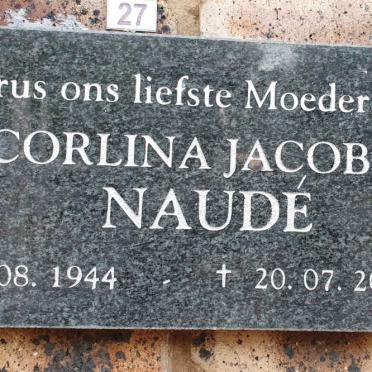 27
rus ons liefste Moeder
CORLINA JACOB
NAUDÉ
08. 1944 - ✝ 20. 07. 20